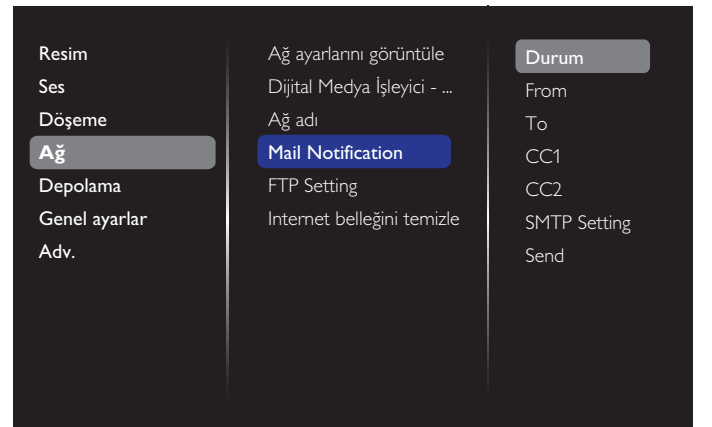 Resim
Ses
Döşeme
Ağ
Depolama
Genel ayarlar
Adv.
Ağ ayarlarını görüntüle
Dijital Medya İşleyici - ...
Ağ adı
Mail Notification
FTP Setting
Internet belleğini temizle
Durum
From
To
CC1
CC2
SMTP Setting
Send